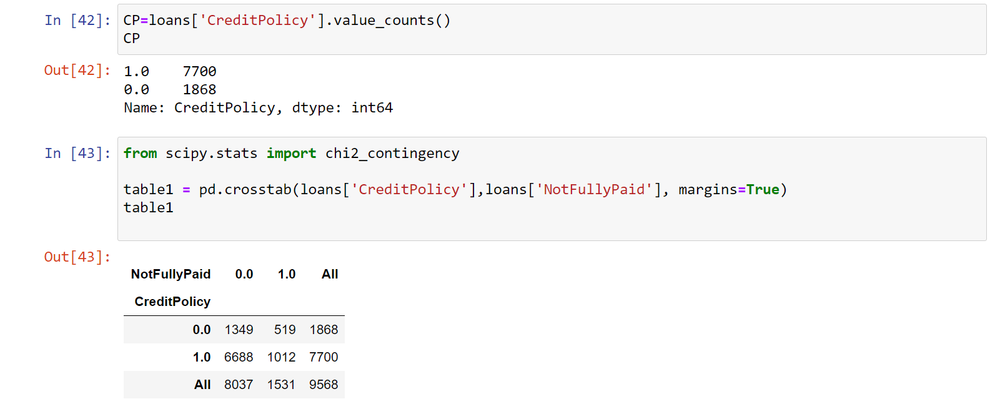 In [42]: CP=loans['CreditPolicy'].value_counts()
CP
Out[42]: 1.0    7700
0.0    1868
Name: CreditPolicy, dtype: int64
In [43]: from scipy.stats import chi2_contingency
table1 = pd.crosstab(loans['CreditPolicy'],loans['NotFullyPaid'], margins=True)
table1
Out[43]:
NotFullyPaid 0.0 1.0 All
CreditPolicy
0.0 1349 519 1868
1.0 6688 1012 7700
All 8037 1531 9568